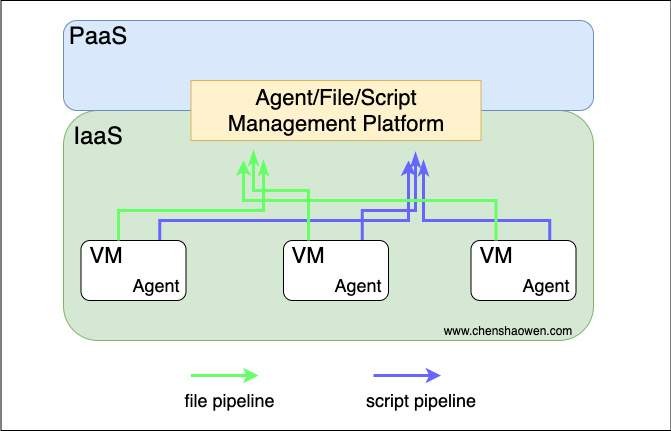 PaaS
Agent/File/Script
Management Platform
IaaS
VM
Agent
VM
Agent
VM
Agent
www.chenshaowen.com
file pipeline
script pipeline